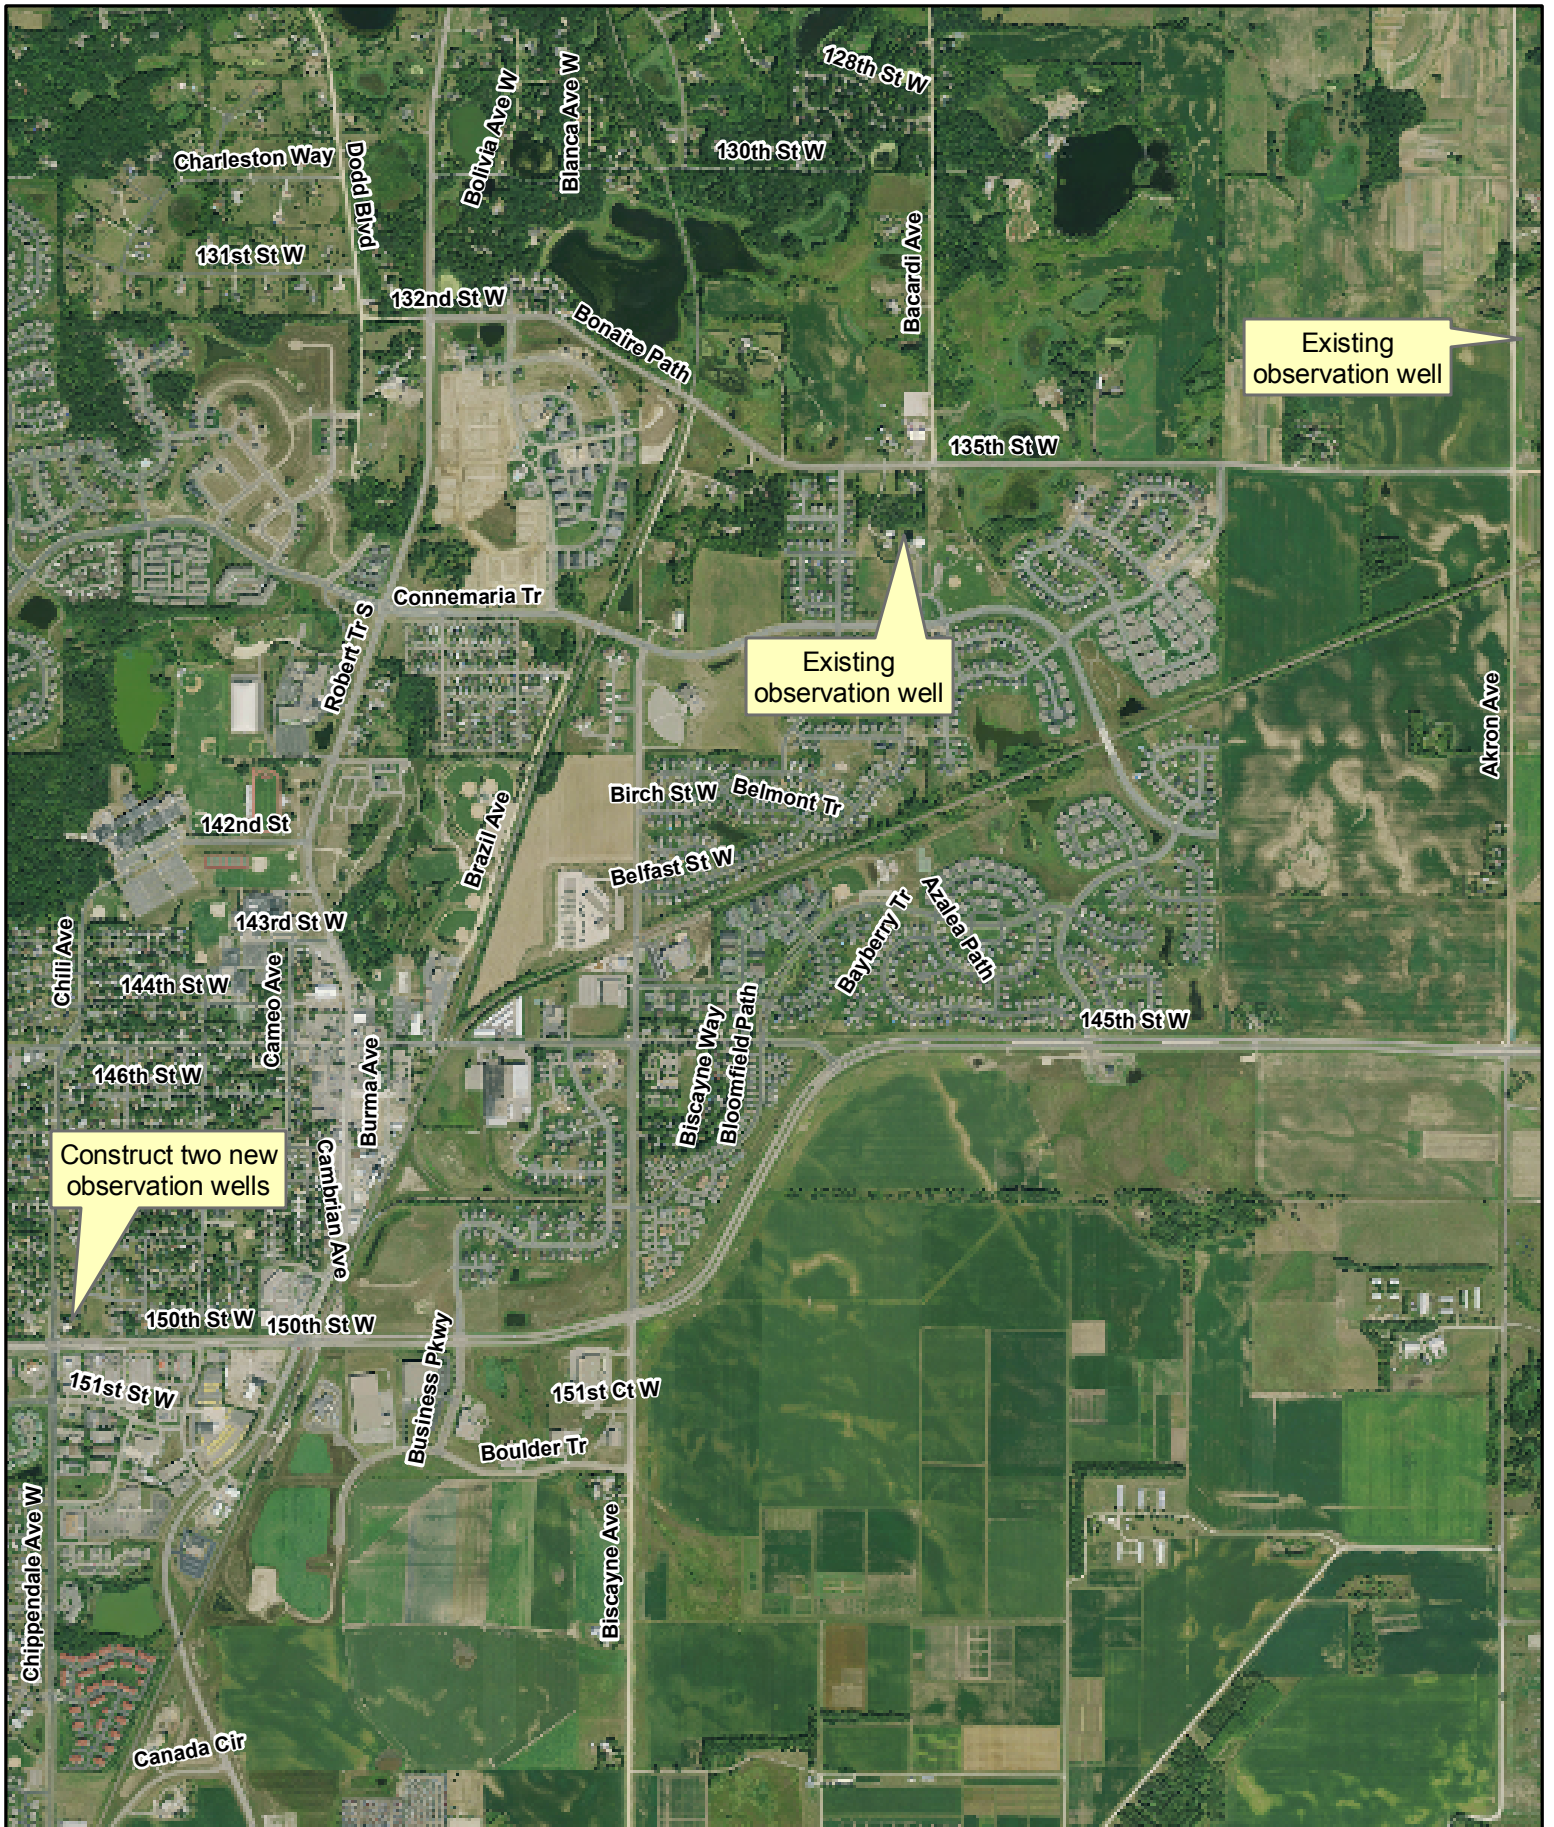 128th St W
Bolivia Ave W
Blanca Ave W
130th St W
Charleston Way
Dodd Blvd
131st St W
Bacardi Ave
132nd St W
Bonaire Path
Existing
observation well
135th St W
Connemaria Tr
Robert Tr S
Existing
observation well
Akron Ave
Birch St W
Belmont Tr
142nd St
Brazil Ave
Belfast St W
143rd St W
Bayberry Tr
Azalea Path
Chili Ave
144th St W
Cameo Ave
Biscayne Way
Bloomfield Path
145th St W
146th St W
Burma Ave
Construct two new
observation wells
Cambrian Ave
150th St W
150th St W
Business Pkwy
151st St W
151st Ct W
Boulder Tr
Chippendale Ave W
Biscayne Ave
Canada Cir